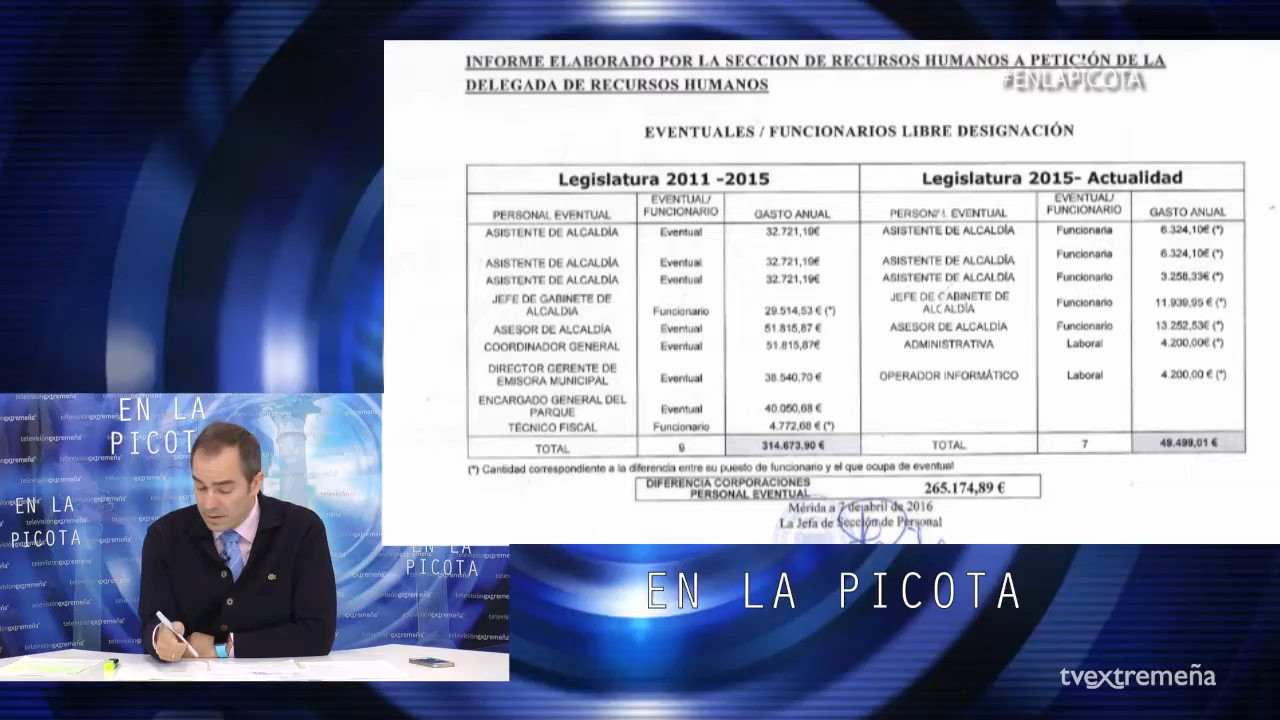 INFORME ELABORADO POR LA SECCION DE RECURSOS HUMANOS A PETICIÓN DE LA
DELEGADA DE RECURSOS HUMANOS
#ENLAPICOTA
EVENTUALES / FUNCIONARIOS LIBRE DESIGNACIÓN
Legislatura 2011 -2015 Legislatura 2015- Actualidad
PERSONAL EVENTUAL EVENTUAL/ FUNCIONARIO GASTO ANUAL PERSONAL EVENTUAL EVENTUAL/ FUNCIONARIO GASTO ANUAL
ASISTENTE DE ALCALDÍA Eventual 32.721,19€ ASISTENTE DE ALCALDÍA Funcionaria 6.324,10€ (*)
ASISTENTE DE ALCALDÍA Eventual 32.721,19€ ASISTENTE DE ALCALDÍA Funcionaria 6.324,10€ (*)
ASISTENTE DE ALCALDÍA Eventual 32.721,19€ ASISTENTE DE ALCALDÍA Funcionario 3.258,33€ (*)
JEFE DE GABINETE DE ALCALDIA Funcionario 29.514,53 € (*) JEFE DE GABINETE DE ALCALDÍA Funcionario 11.939,95 € (*)
ASESOR DE ALCALDÍA Eventual 51.815,87€ ASESOR DE ALCALDÍA Funcionario 13.252,53€ (*)
COORDINADOR GENERAL Eventual 51.815,87€ ADMINISTRATIVA Laboral 4.200,00€ (*)
DIRECTOR GERENTE DE EMISORA MUNICIPAL Eventual 38.540,70 € OPERADOR INFORMÁTICO Laboral 4.200,00 € (*)
ENCARGADO GENERAL DEL PARQUE Eventual 40.050,68 €
TÉCNICO FISCAL Funcionario 4.772,68 € (*)
TOTAL 9 314.673,90 € TOTAL 7 49.499,01 €
(*) Cantidad correspondiente a la diferencia entre su puesto de funcionario y el que ocupa de eventual
DIFERENCIA CORPORACIONES
PERSONAL EVENTUAL 265.174,89 €
Mérida a 7 de abril de 2016
La Jefa de Sección de Personal
EN LA
PICOTA
EN LA
PICOTA
EN LA
PICOTA
televisiónextremeña
EN LA PICOTA
tvextremeña